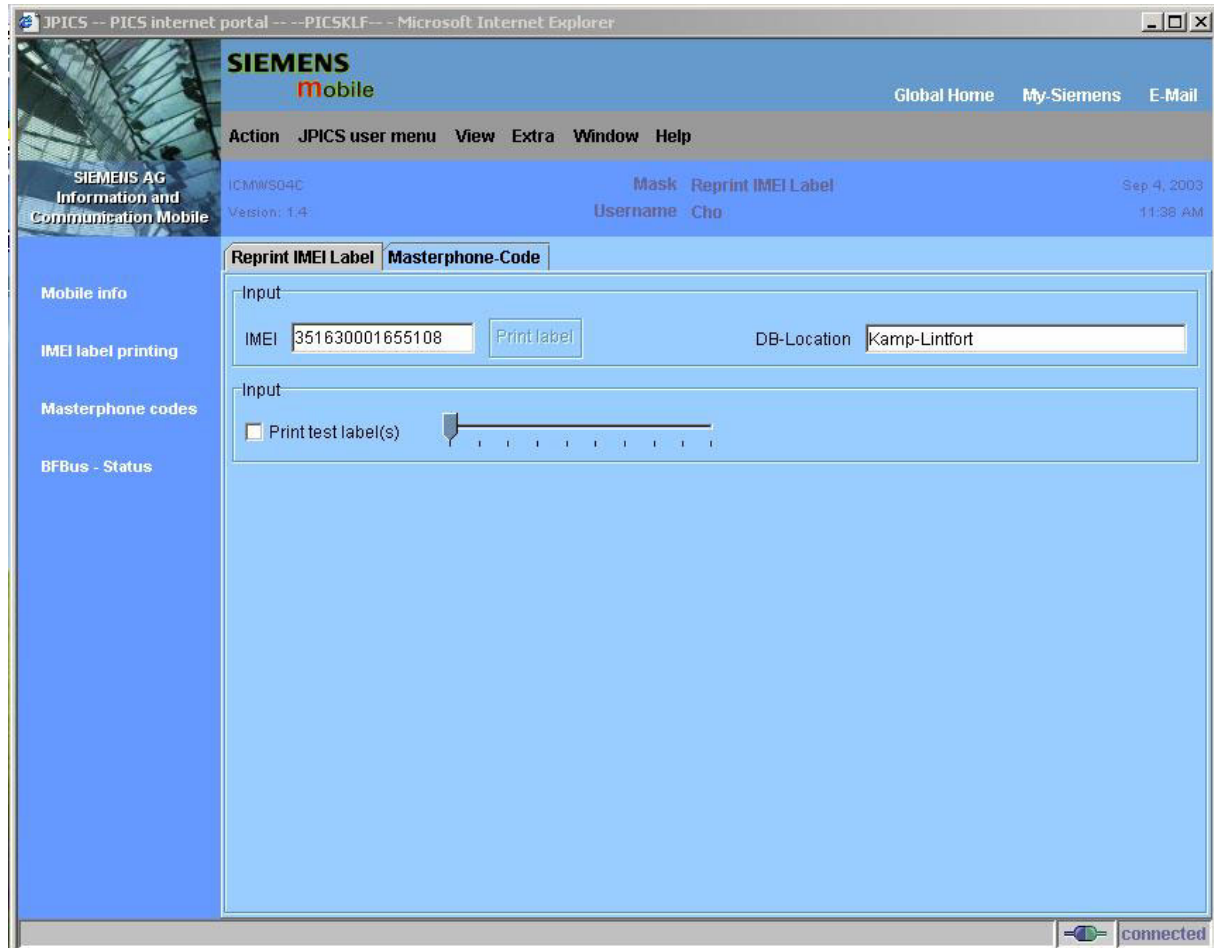 JPICS -- PICS internet portal -- --PICSKLF-- - Microsoft Internet Explorer
SIEMENS
mobile
Global Home My-Siemens E-Mail
Action JPICS user menu View Extra Window Help
SIEMENS AG
Information and
Communication Mobile
ICMWS04C Mask Reprint IMEI Label Sep 4, 2003
Version: 1.4 Username Cho 11:38 AM
Reprint IMEI Label Masterphone-Code
Mobile info
IMEI label printing
Masterphone codes
BFBus - Status
Input
IMEI 351630001655108 Print label DB-Location Kamp-Lintfort
Input
Print test label(s)
connected